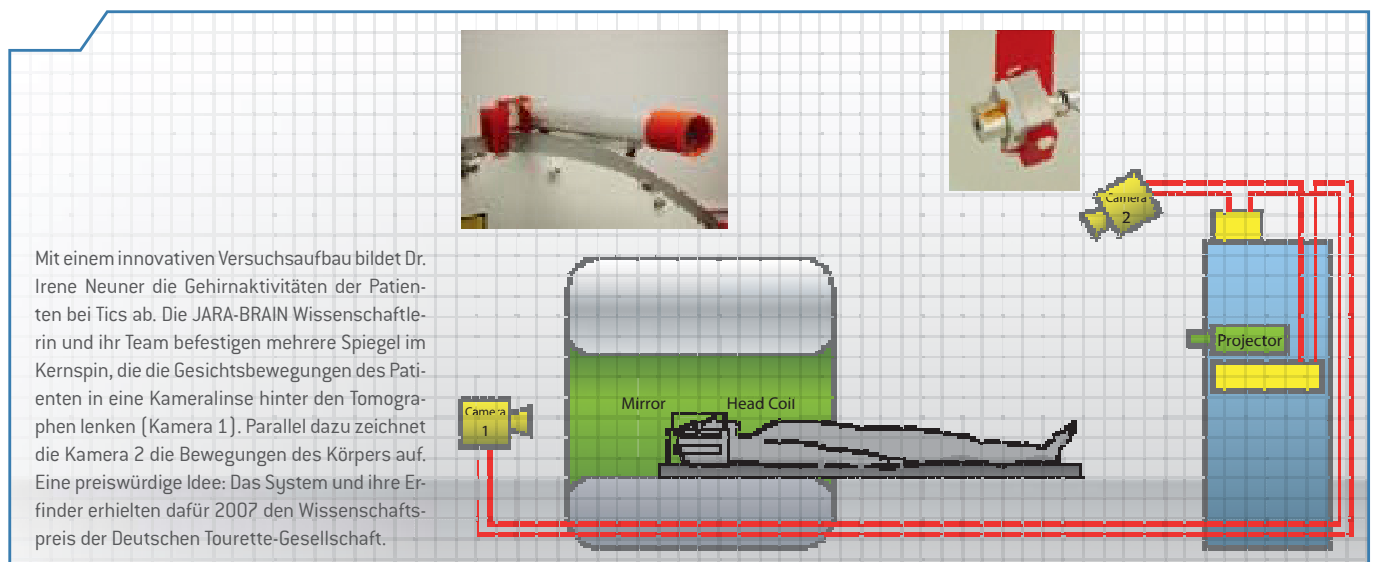 Mit einem innovativen Versuchsaufbau bildet Dr.
Irene Neuner die Gehirnaktivitäten der Patien-
ten bei Tics ab. Die JARA-BRAIN Wissenschaftle-
rin und ihr Team befestigen mehrere Spiegel im
Kernspin, die die Gesichtsbewegungen des Pati-
enten in eine Kameralinse hinter den Tomogra-
phen lenken (Kamera 1). Parallel dazu zeichnet
die Kamera 2 die Bewegungen des Körpers auf.
Eine preiswürdige Idee: Das System und ihre Er-
finder erhielten dafür 2007 den Wissenschafts-
preis der Deutschen Tourette-Gesellschaft.
Camera
1
Mirror
Head Coil
Camera
2
Projector